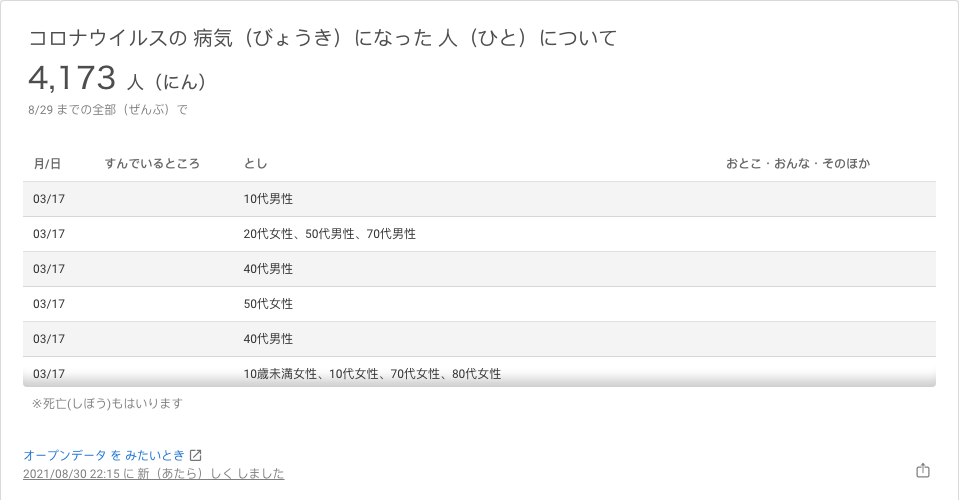 コロナウイルスの 病気（びょうき）になった 人（ひと）について
4,173 人（にん）
8/29 までの全部（ぜんぶ）で
月/日 すんでいるところ とし おとこ・おんな・そのほか
03/17 10代男性
03/17 20代女性、50代男性、70代男性
03/17 40代男性
03/17 50代女性
03/17 40代男性
03/17 10歳未満女性、10代女性、70代女性、80代女性
※死亡(しぼう)もはいります
オープンデータ を みたいとき
2021/08/30 22:15 に 新（あたら）しく しました